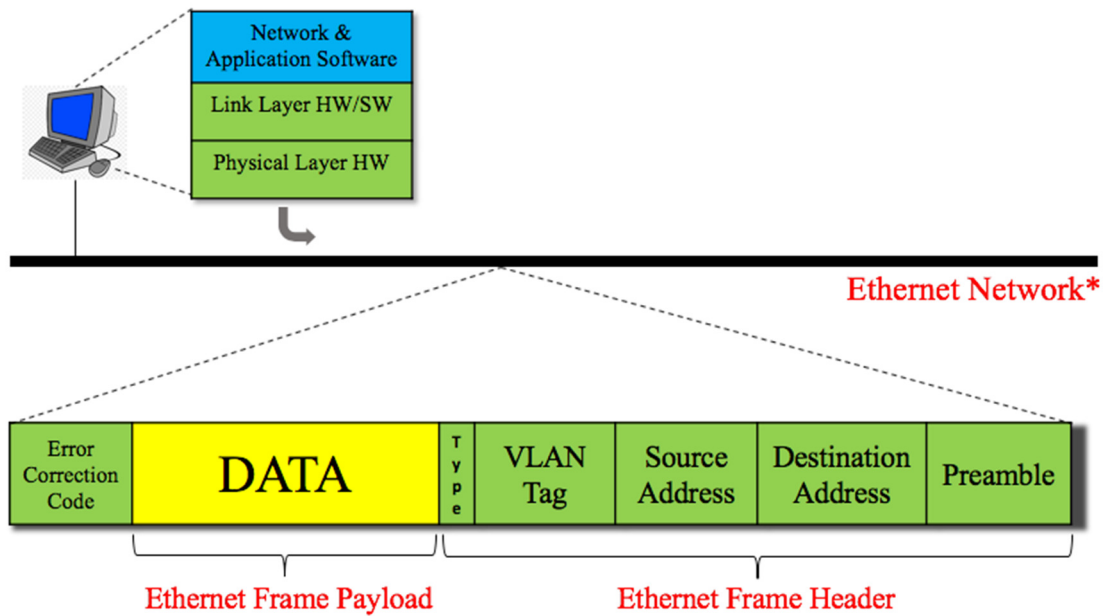 Network &
Application Software
Link Layer HW/SW
Physical Layer HW
Ethernet Network*
Error
Correction
Code
DATA
Type
VLAN
Tag
Source
Address
Destination
Address
Preamble
Ethernet Frame Payload
Ethernet Frame Header